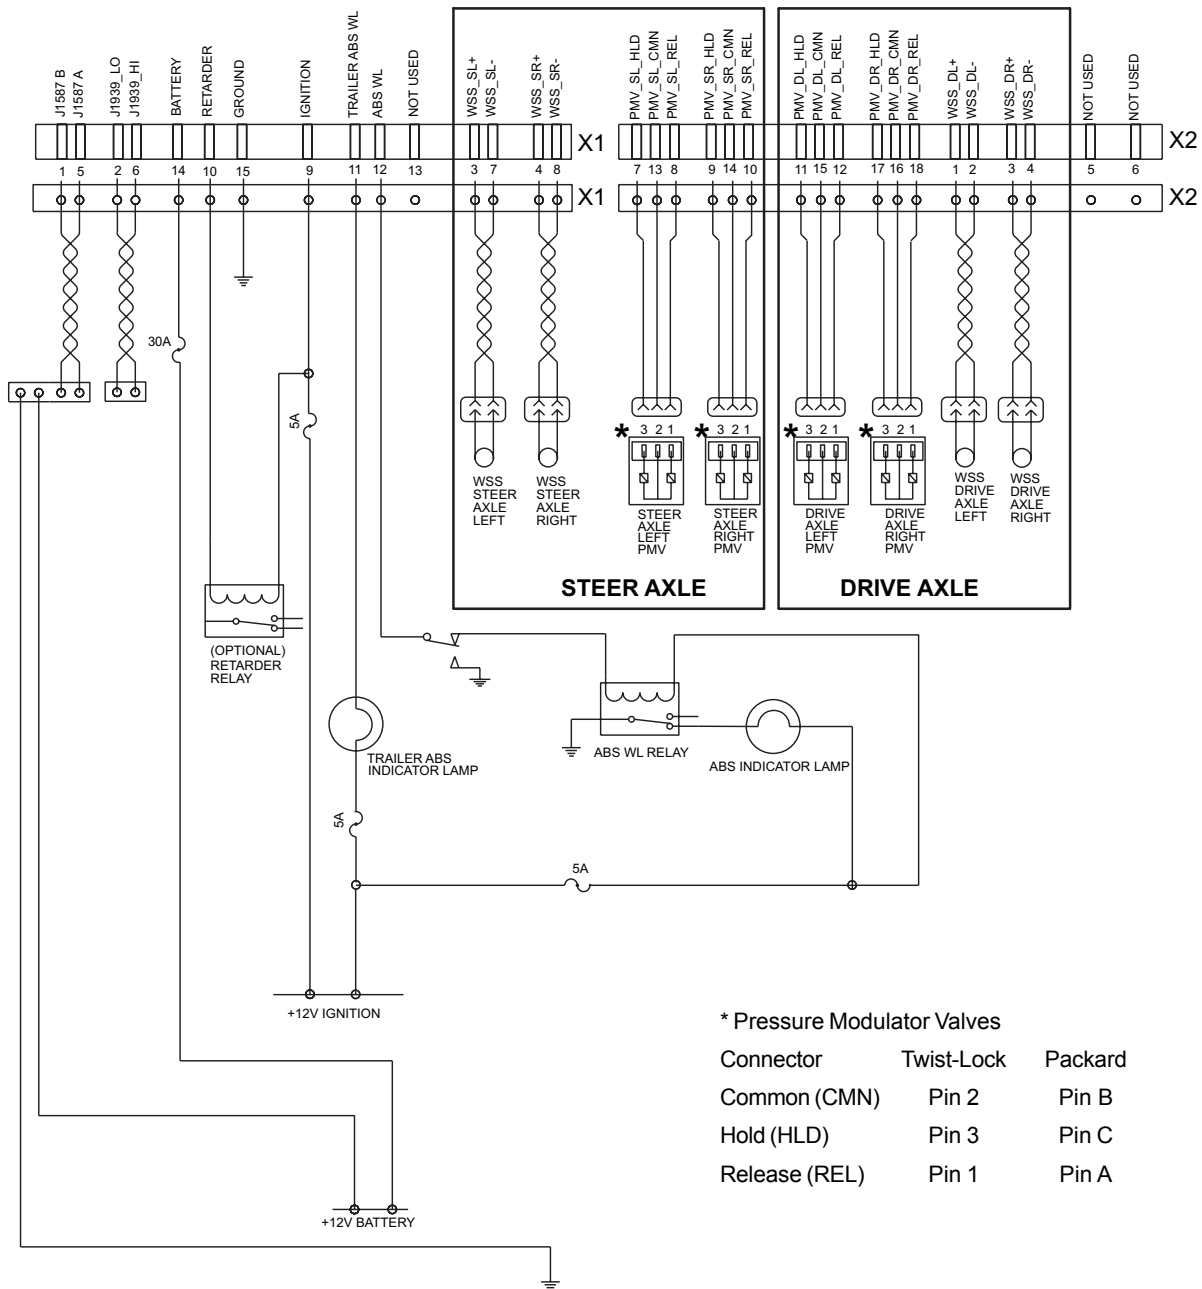 J1587 B
J1587 A
J1939_LO
J1939_HI
BATTERY
RETARDER
GROUND
IGNITION
TRAILER ABS WL
ABS WL
NOT USED
WSS_SL+
WSS_SL-
WSS_SR+
WSS_SR-
PMV_SL_HLD
PMV_SL_CMN
PMV_SL_REL
PMV_SR_HLD
PMV_SR_CMN
PMV_SR_REL
PMV_DL_HLD
PMV_DL_CMN
PMV_DL_REL
PMV_DR_HLD
PMV_DR_CMN
PMV_DR_REL
WSS_DL+
WSS_DL-
WSS_DR+
WSS_DR-
NOT USED
NOT USED
X1
X2
1 5 2 6 14 10 15 9 11 12 13 3 7 4 8 7 13 8 9 14 10 11 15 12 17 16 18 1 2 3 4 5 6
X1
X2
30A
5A
* 3 2 1
* 3 2 1
* 3 2 1
* 3 2 1
WSS
STEER
AXLE
LEFT
WSS
STEER
AXLE
RIGHT
STEER
AXLE
LEFT
PMV
STEER
AXLE
RIGHT
PMV
DRIVE
AXLE
LEFT
PMV
DRIVE
AXLE
RIGHT
PMV
WSS
DRIVE
AXLE
LEFT
WSS
DRIVE
AXLE
RIGHT
STEER AXLE
DRIVE AXLE
(OPTIONAL)
RETARDER
RELAY
TRAILER ABS
INDICATOR LAMP
ABS WL RELAY
ABS INDICATOR LAMP
5A
5A
+12V IGNITION
* Pressure Modulator Valves
Connector Twist-Lock Packard
Common (CMN) Pin 2 Pin B
Hold (HLD) Pin 3 Pin C
Release (REL) Pin 1 Pin A
+12V BATTERY